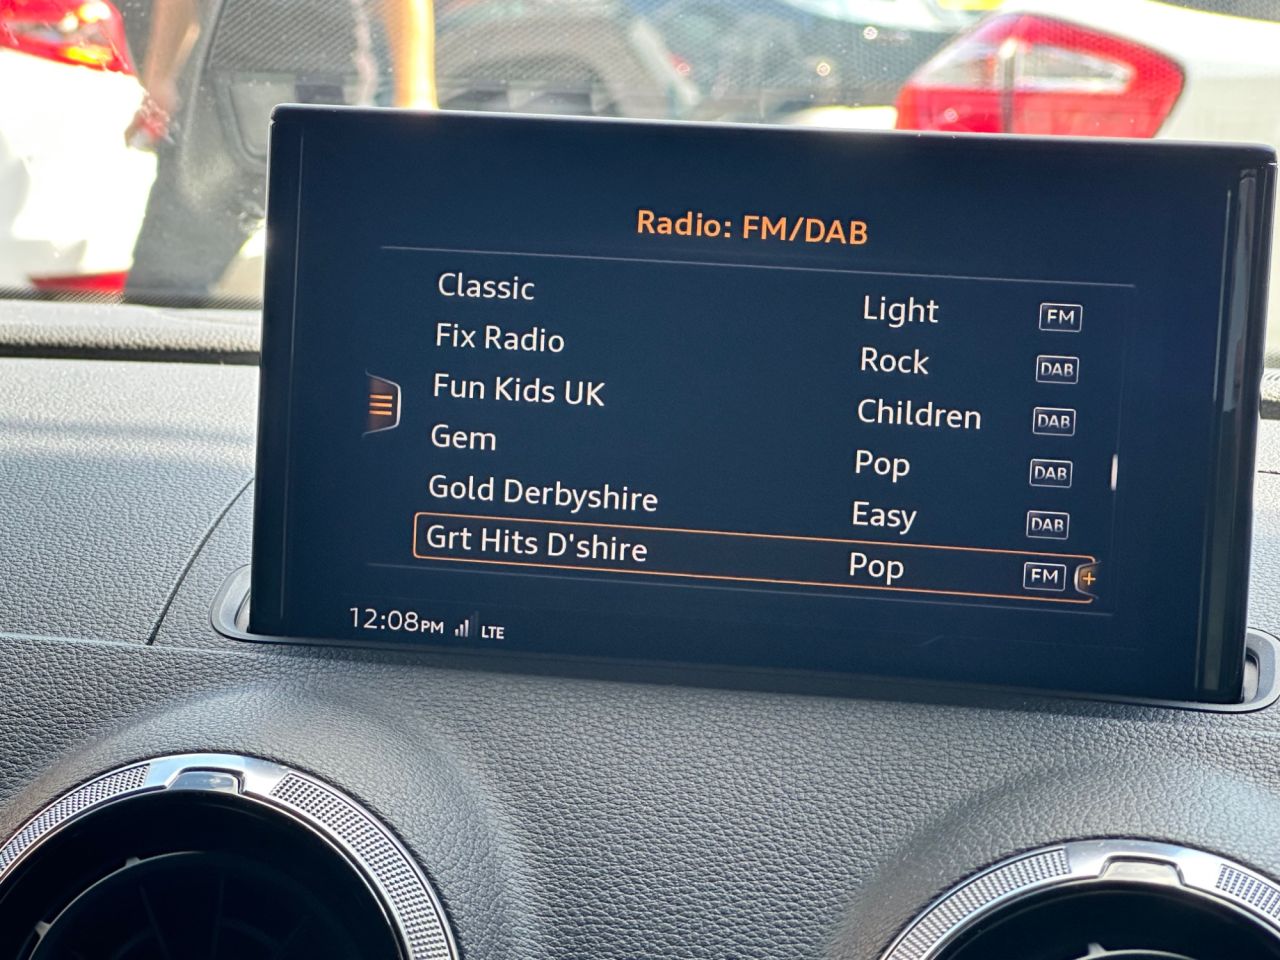 Radio: FM/DAB
Classic Light FM
Fix Radio Rock DAB
Fun Kids UK Children DAB
Gem Pop DAB
Gold Derbyshire Easy DAB
Grt Hits D'shire Pop FM +
12:08PM LTE